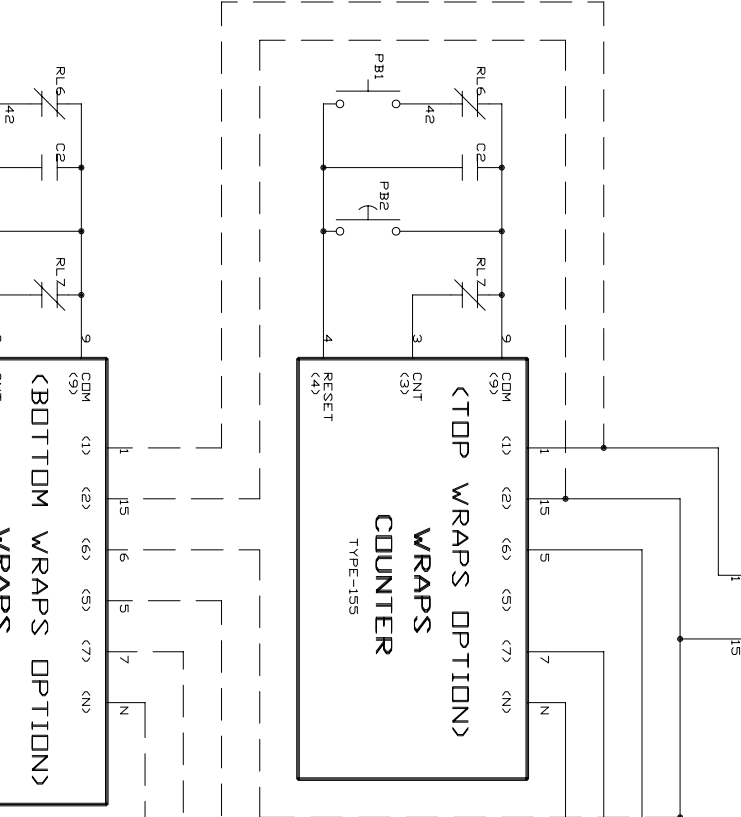 PB1
RL6
42
C2
PB2
RL7
4
3
9
RESET
(4)
CNT
(3)
COM
(9)
(1)
(2)
(6)
(5)
(7)
(N)
1
15
5
7
N
<TOP WRAPS OPTION>
WRAPS
COUNTER
TYPE-155
1
15
RL6
42
C2
RL7
9
COM
(9)
(1)
(2)
(6)
(5)
(7)
(N)
1
15
6
5
7
N
<BOTTOM WRAPS OPTION>
WRAPS